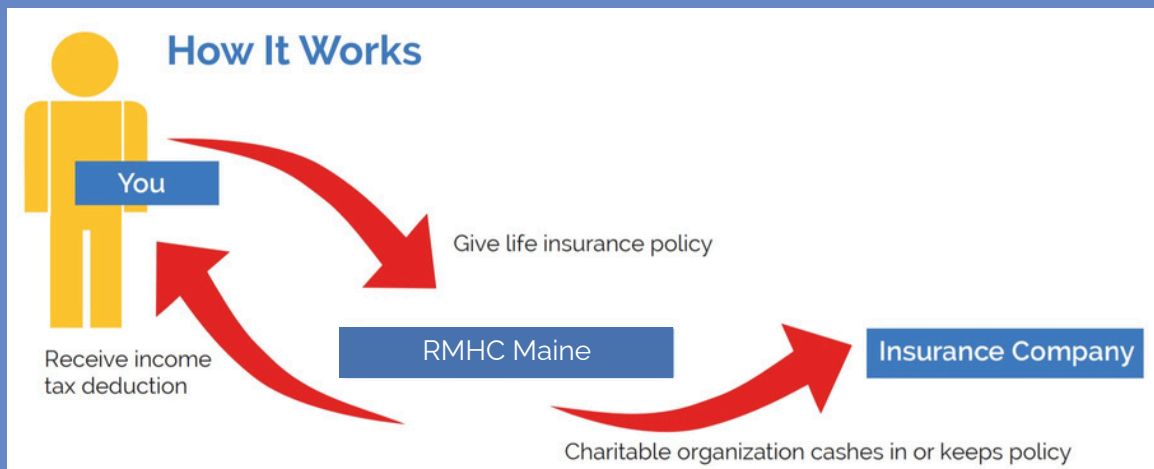 How It Works
You
Give life insurance policy
RMHC Maine
Insurance Company
Receive income
tax deduction
Charitable organization cashes in or keeps policy